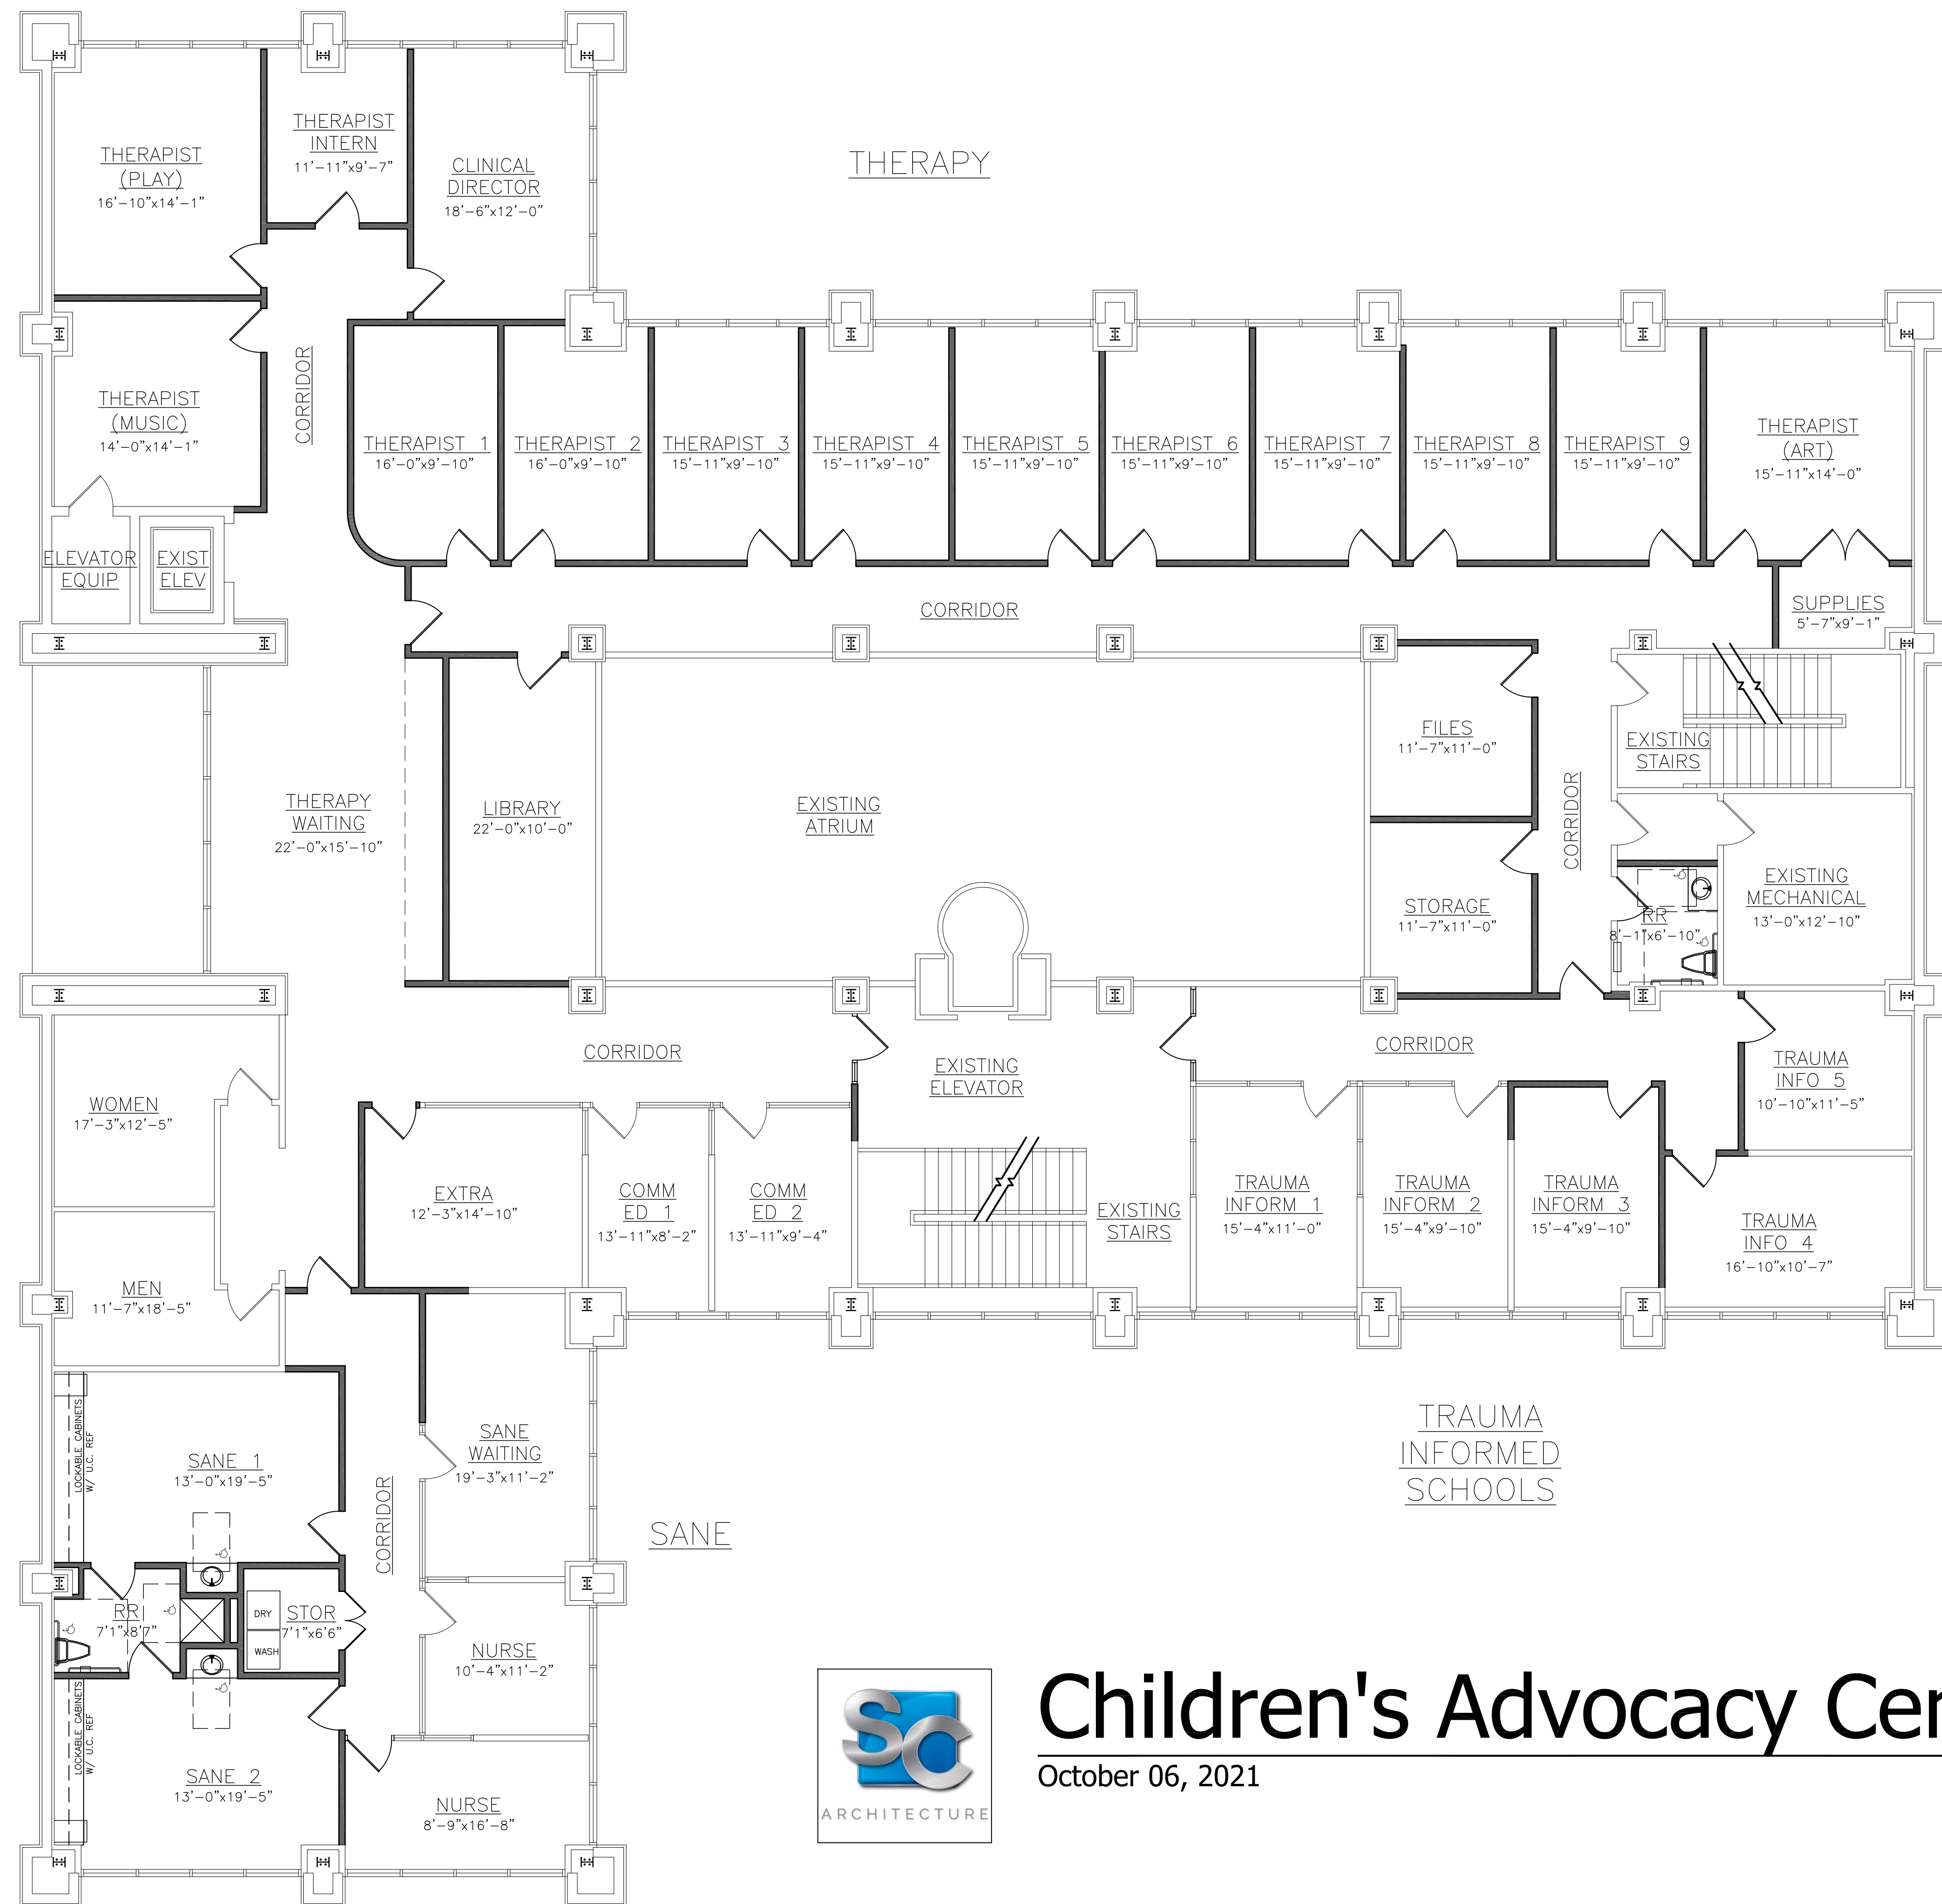 THERAPIST
(PLAY)
16'-10"x14'-1"
THERAPIST
INTERN
11'-11"x9'-7"
CLINICAL
DIRECTOR
18'-6"x12'-0"
THERAPY
THERAPIST
(MUSIC)
14'-0"x14'-1"
CORRIDOR
THERAPIST 1
16'-0"x9'-10"
THERAPIST 2
16'-0"x9'-10"
THERAPIST 3
15'-11"x9'-10"
THERAPIST 4
15'-11"x9'-10"
THERAPIST 5
15'-11"x9'-10"
THERAPIST 6
15'-11"x9'-10"
THERAPIST 7
15'-11"x9'-10"
THERAPIST 8
15'-11"x9'-10"
THERAPIST 9
15'-11"x9'-10"
THERAPIST
(ART)
15'-11"x14'-0"
ELEVATOR
EQUIP
EXIST
ELEV
CORRIDOR
SUPPLIES
5'-7"x9'-1"
THERAPY
WAITING
22'-0"x15'-10"
LIBRARY
22'-0"x10'-0"
EXISTING
ATRIUM
FILES
11'-7"x11'-0"
EXISTING
STAIRS
CORRIDOR
STORAGE
11'-7"x11'-0"
RR
8'-1"x6'-10"
EXISTING
MECHANICAL
13'-0"x12'-10"
CORRIDOR
EXISTING
ELEVATOR
CORRIDOR
TRAUMA
INFO 5
10'-10"x11'-5"
WOMEN
17'-3"x12'-5"
EXTRA
12'-3"x14'-10"
COMM
ED 1
13'-11"x8'-2"
COMM
ED 2
13'-11"x9'-4"
EXISTING
STAIRS
TRAUMA
INFORM 1
15'-4"x11'-0"
TRAUMA
INFORM 2
15'-4"x9'-10"
TRAUMA
INFORM 3
15'-4"x9'-10"
TRAUMA
INFO 4
16'-10"x10'-7"
MEN
11'-7"x18'-5"
LOCKABLE CABINETS
W/ U.C. REF
SANE 1
13'-0"x19'-5"
CORRIDOR
SANE
WAITING
19'-3"x11'-2"
SANE
TRAUMA
INFORMED
SCHOOLS
RR
7'1"x8'7"
DRY
WASH
STOR
7'1"x6'6"
NURSE
10'-4"x11'-2"
LOCKABLE CABINETS
W/ U.C. REF
SANE 2
13'-0"x19'-5"
NURSE
8'-9"x16'-8"
SC
ARCHITECTURE
Children's Advocacy Cen
October 06, 2021